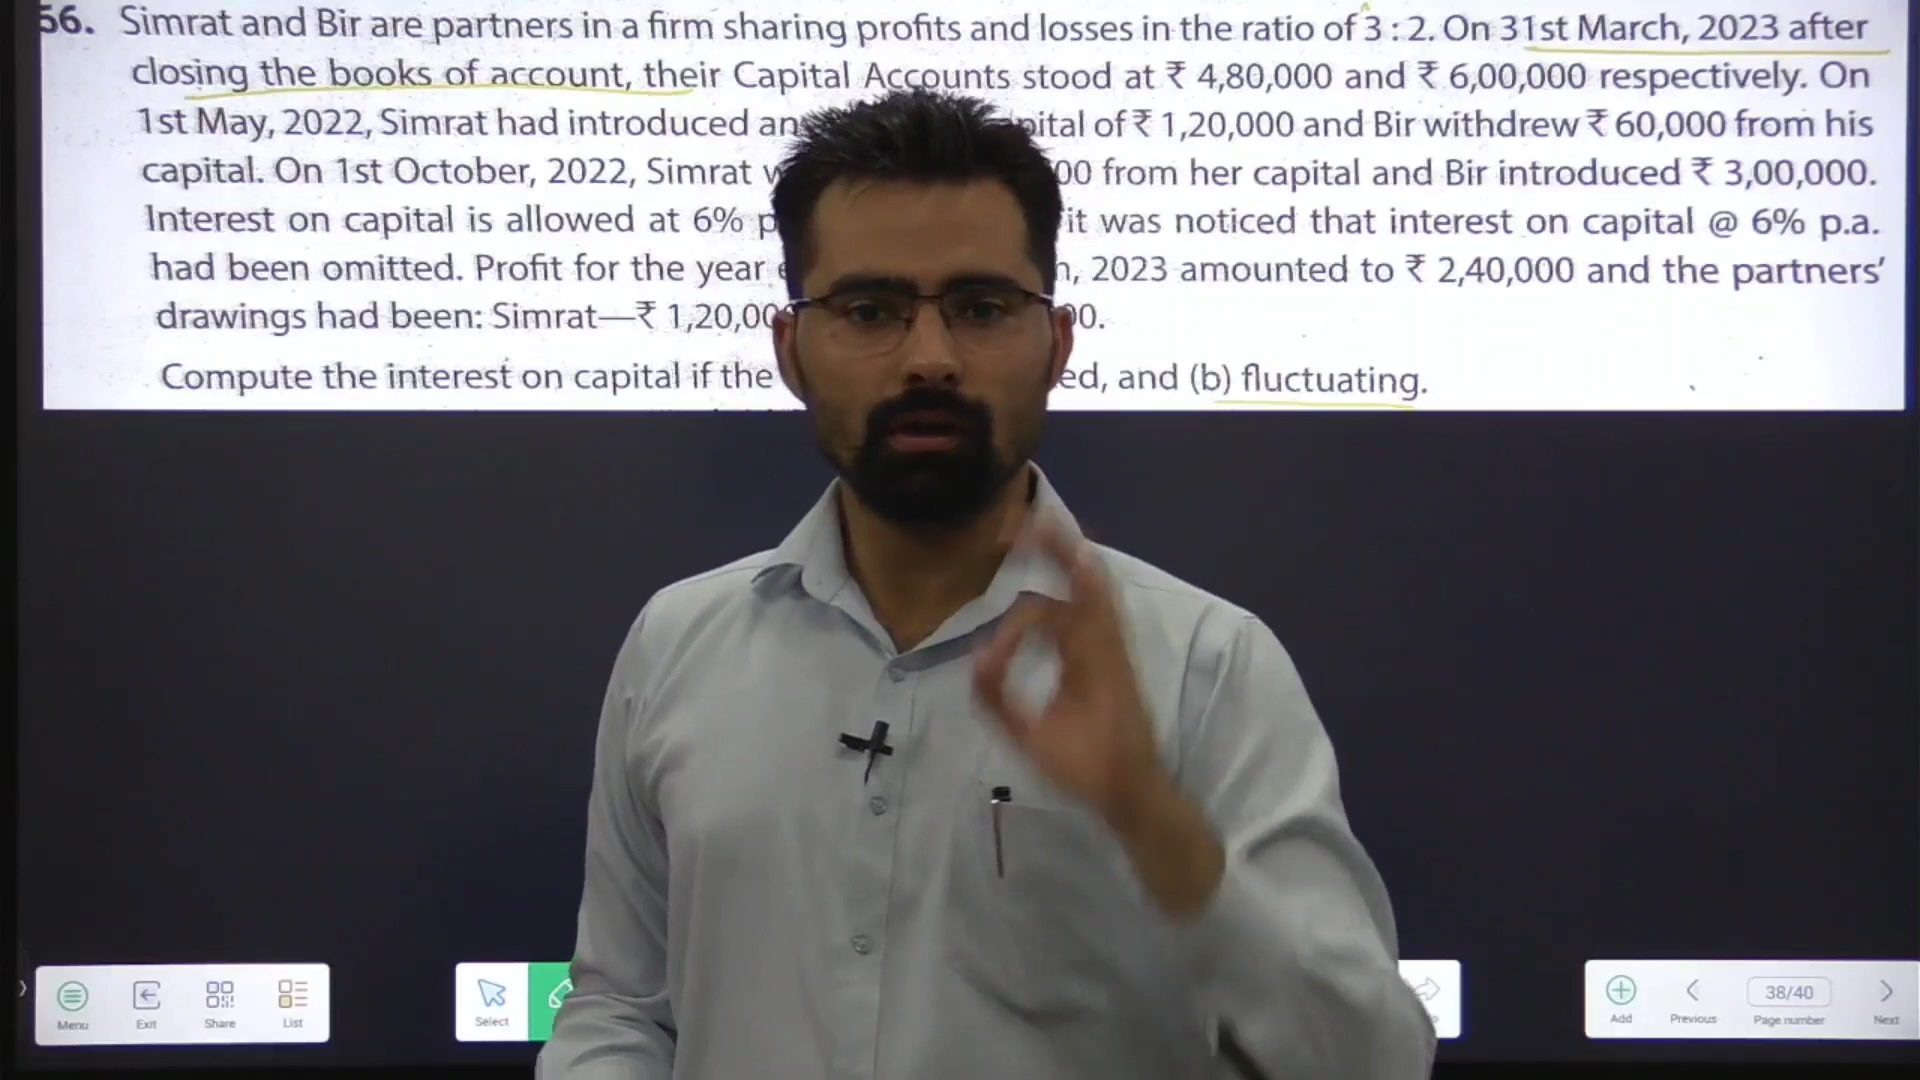 56. Simrat and Bir are partners in a firm sharing profits and losses in the ratio of 3 : 2. On 31st March, 2023 after
closing the books of account, their Capital Accounts stood at ₹ 4,80,000 and ₹ 6,00,000 respectively. On
1st May, 2022, Simrat had introduced an pital of ₹ 1,20,000 and Bir withdrew ₹ 60,000 from his
capital. On 1st October, 2022, Simrat w 00 from her capital and Bir introduced ₹ 3,00,000.
Interest on capital is allowed at 6% p it was noticed that interest on capital @ 6% p.a.
had been omitted. Profit for the year , 2023 amounted to ₹ 2,40,000 and the partners'
drawings had been: Simrat—₹ 1,20,00 00.
Compute the interest on capital if the ed, and (b) fluctuating.
Menu Exit Share List Select Add Previous 38/40 Page number Next